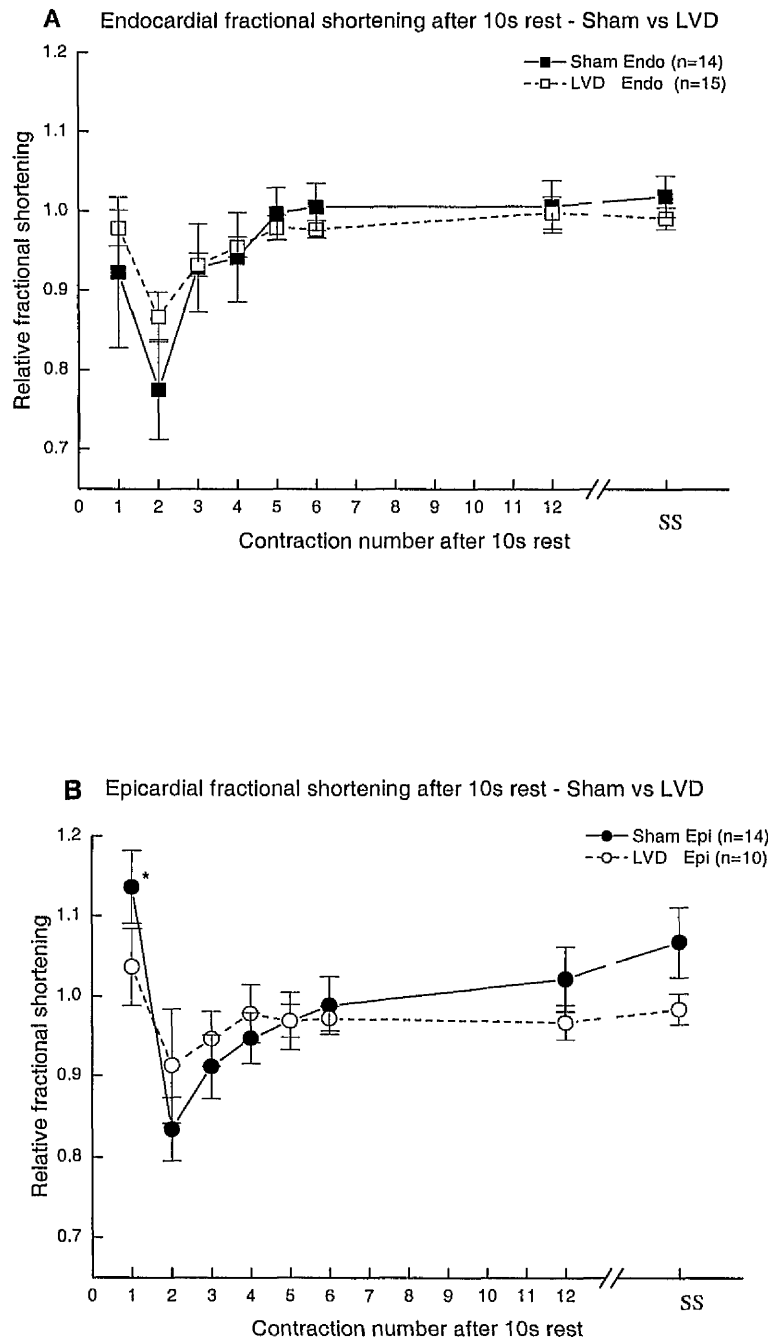 A Endocardial fractional shortening after 10s rest - Sham vs LVD
Sham Endo (n=14)
LVD Endo (n=15)
Relative fractional shortening
1.2
1.1
1.0
0.9
0.8
0.7
0 1 2 3 4 5 6 7 8 9 10 11 12
SS
Contraction number after 10s rest
B Epicardial fractional shortening after 10s rest - Sham vs LVD
Sham Epi (n=14)
LVD Epi (n=10)
Relative fractional shortening
1.2
1.1
1.0
0.9
0.8
0.7
*
0 1 2 3 4 5 6 7 8 9 10 11 12
SS
Contraction number after 10s rest